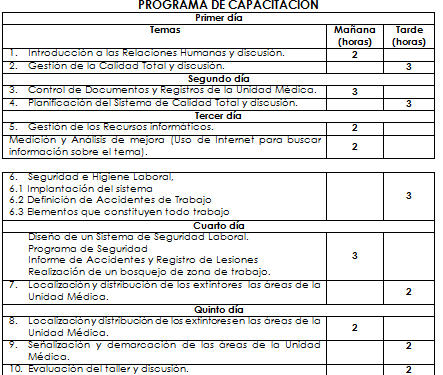 PROGRAMA DE CAPACITACION
Primer día
Temas Mañana (horas) Tarde (horas)
1. Introducción a las Relaciones Humanas y discusión. 2
2. Gestión de la Calidad Total y discusión. 3
Segundo día
3. Control de Documentos y Registros de la Unidad Médica. 3
4. Planificación del Sistema de Calidad Total y discusión. 3
Tercer día
5. Gestión de los Recursos informáticos. 2
Medición y Análisis de mejora (Uso de Internet para buscar
información sobre el tema). 2
6. Seguridad e Higiene Laboral,
6.1 Implantación del sistema
6.2 Definición de Accidentes de Trabajo 3
6.3 Elementos que constituyen todo trabajo
Cuarto día
Diseño de un Sistema de Seguridad Laboral.
Programa de Seguridad
Informe de Accidentes y Registro de Lesiones 3
Realización de un bosquejo de zona de trabajo.
7. Localización y distribución de los extintores las áreas de la
Unidad Médica. 2
Quinto día
8. Localización y distribución de los extintores en las áreas de la
Unidad Médica. 2
9. Señalización y demarcación de las áreas de la Unidad 2
Médica.
10. Evaluación del taller y discusión. 2